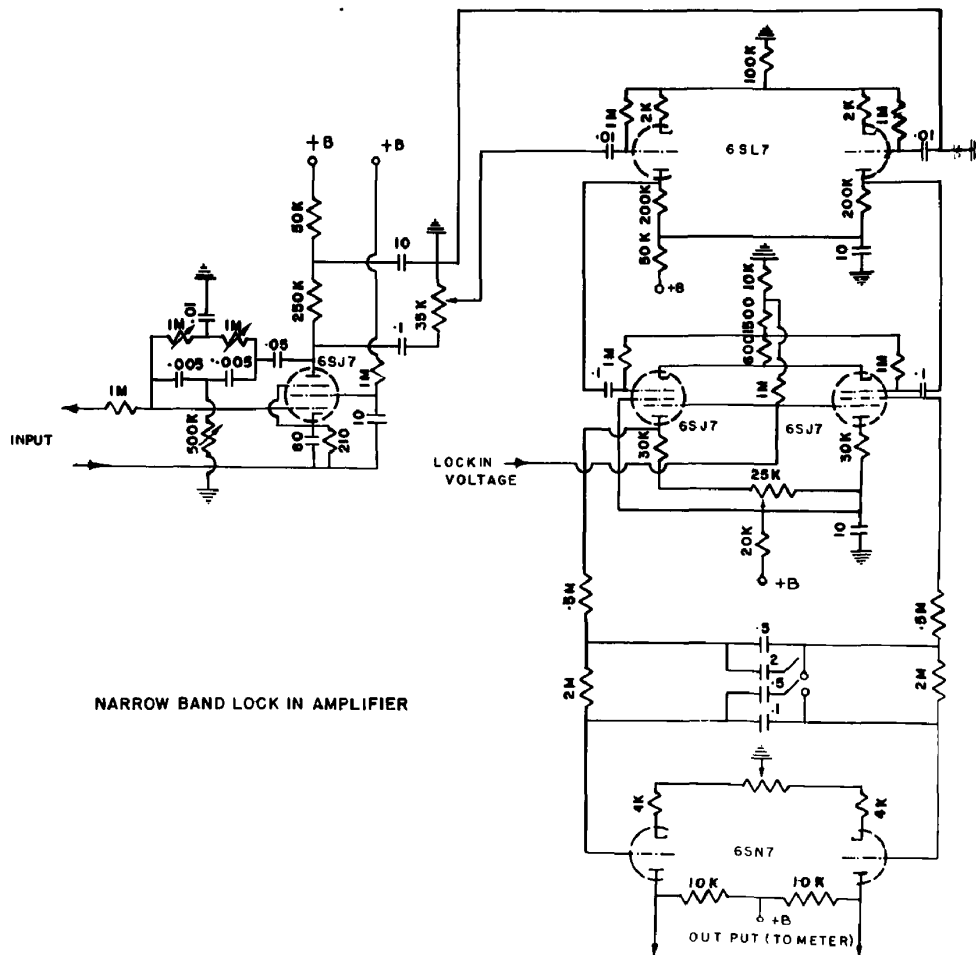 100K
1M
2K
2K
1M
.01
6SL7
.01
+B
+B
200K
200K
50K
10
50K
10
+B
10K
250K
.1
35K
.01
1M
1M
1500
600
.005
.005
.05
6SJ7
1M
1M
1M
1M
.1
.1
1M
INPUT
500K
80
210
10
6SJ7
6SJ7
30K
30K
LOCKIN
VOLTAGE
25K
20K
10
+B
.5M
.5M
.5
2
.5
.1
2M
2M
NARROW BAND LOCK IN AMPLIFIER
4K
4K
6SN7
10K
10K
+B
OUT PUT (TO METER)